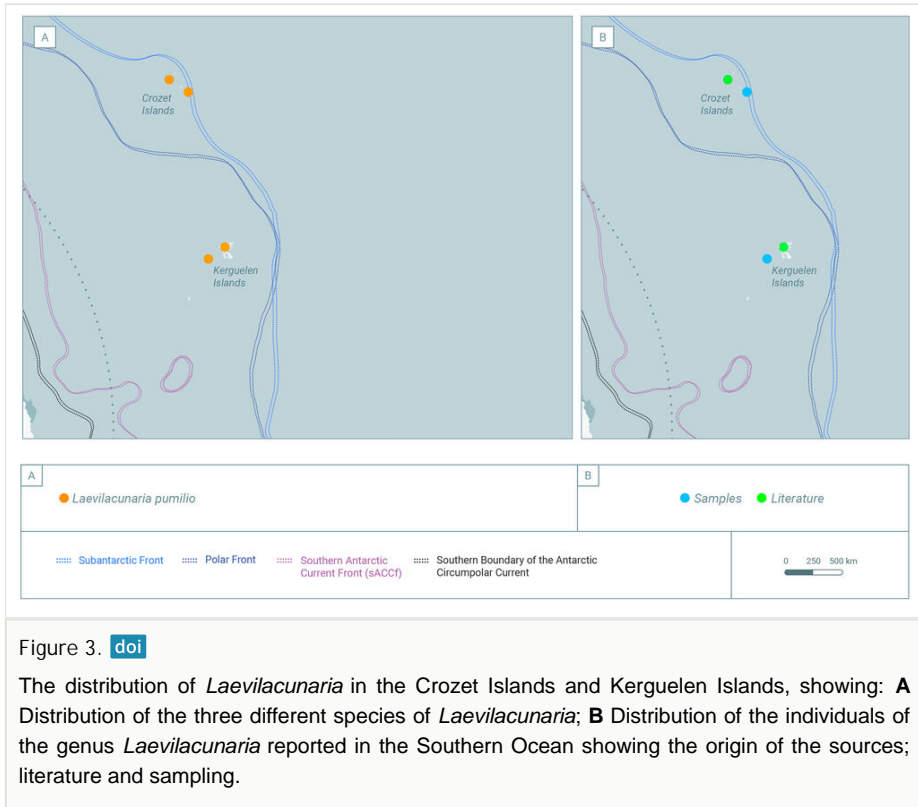 A
Crozet
Islands
Kerguelen
Islands
B
Crozet
Islands
Kerguelen
Islands
A
Laevilacunaria pumilio
B
Samples Literature
Subantarctic Front
Polar Front
Southern Antarctic
Current Front (sACCf)
Southern Boundary of the Antarctic
Circumpolar Current
0 250 500 km
Figure 3. doi
The distribution of Laevilacunaria in the Crozet Islands and Kerguelen Islands, showing: A
Distribution of the three different species of Laevilacunaria; B Distribution of the individuals of
the genus Laevilacunaria reported in the Southern Ocean showing the origin of the sources;
literature and sampling.